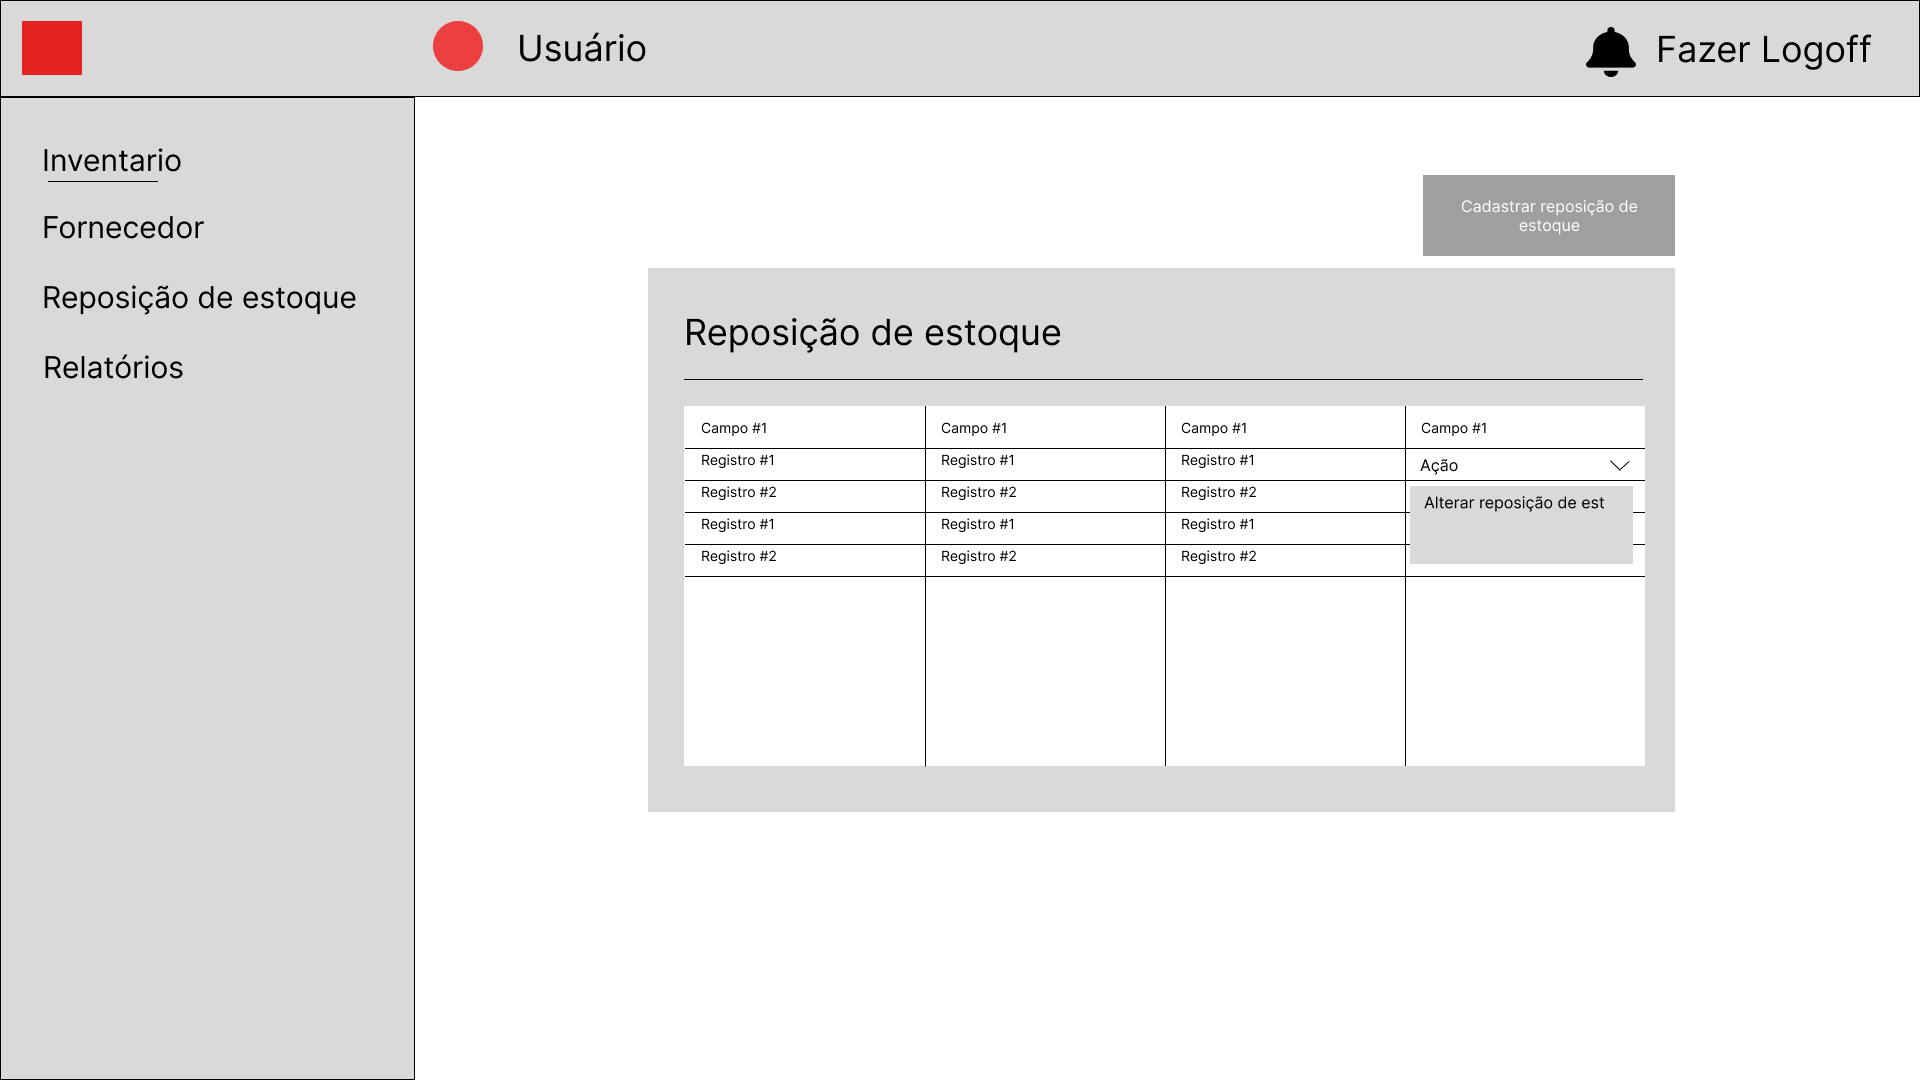 Usuário
Fazer Logoff
Inventario
Fornecedor
Reposição de estoque
Relatórios
Cadastrar reposição de
estoque
Reposição de estoque
Campo #1 Campo #1 Campo #1 Campo #1
Registro #1 Registro #1 Registro #1 Ação
Registro #2 Registro #2 Registro #2 Alterar reposição de est
Registro #1 Registro #1 Registro #1
Registro #2 Registro #2 Registro #2